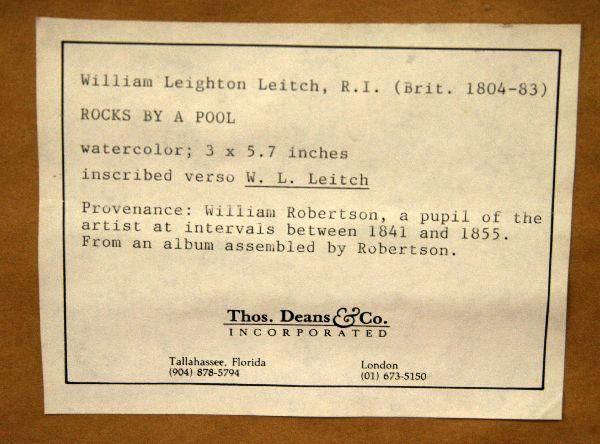 William Leighton Leitch, R.I. (Brit. 1804-83)
ROCKS BY A POOL
watercolor; 3 x 5.7 inches
inscribed verso W. L. Leitch
Provenance: William Robertson, a pupil of the
artist at intervals between 1841 and 1855.
From an album assembled by Robertson.
Thos. Deans & Co.
INCORPORATED
Tallahassee, Florida
(904) 878-5794
London
(01) 673-5150